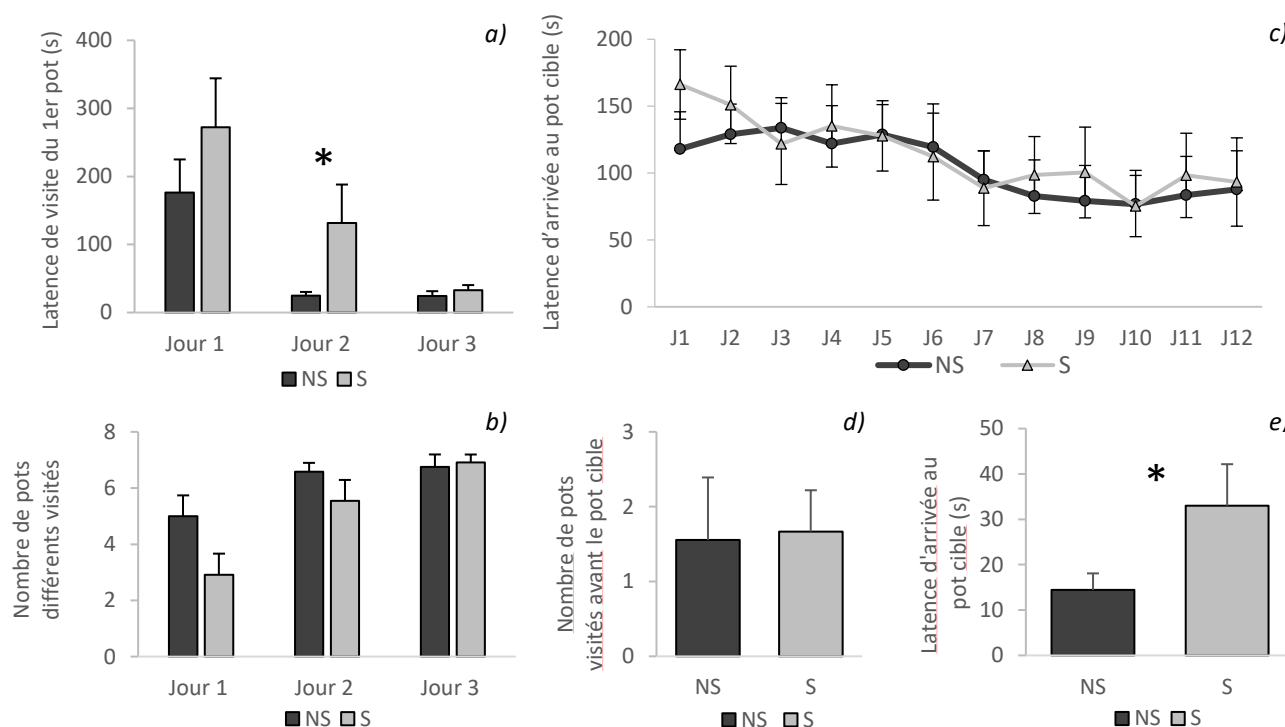 a)
Latence de visite du 1er pot (s)
400
300
200
100
0
*
Jour 1 Jour 2 Jour 3
NS S
c)
Latence d'arrivée au pot cible (s)
200
150
100
50
0
J1 J2 J3 J4 J5 J6 J7 J8 J9 J10 J11 J12
NS S
b)
Nombre de pots
différents visités
8
6
4
2
0
Jour 1 Jour 2 Jour 3
NS S
d)
Nombre de pots
visités avant le pot cible
3
2
1
0
NS S
NS S
e)
Latence d'arrivée au
pot cible (s)
50
40
30
20
10
0
*
NS S
NS S